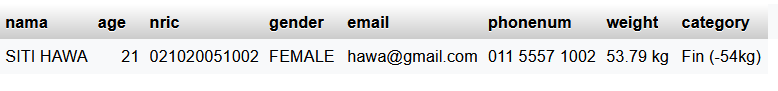 nama age nric gender email phonenum weight category
SITI HAWA 21 021020051002 FEMALE hawa@gmail.com 011 5557 1002 53.79 kg Fin (-54kg)